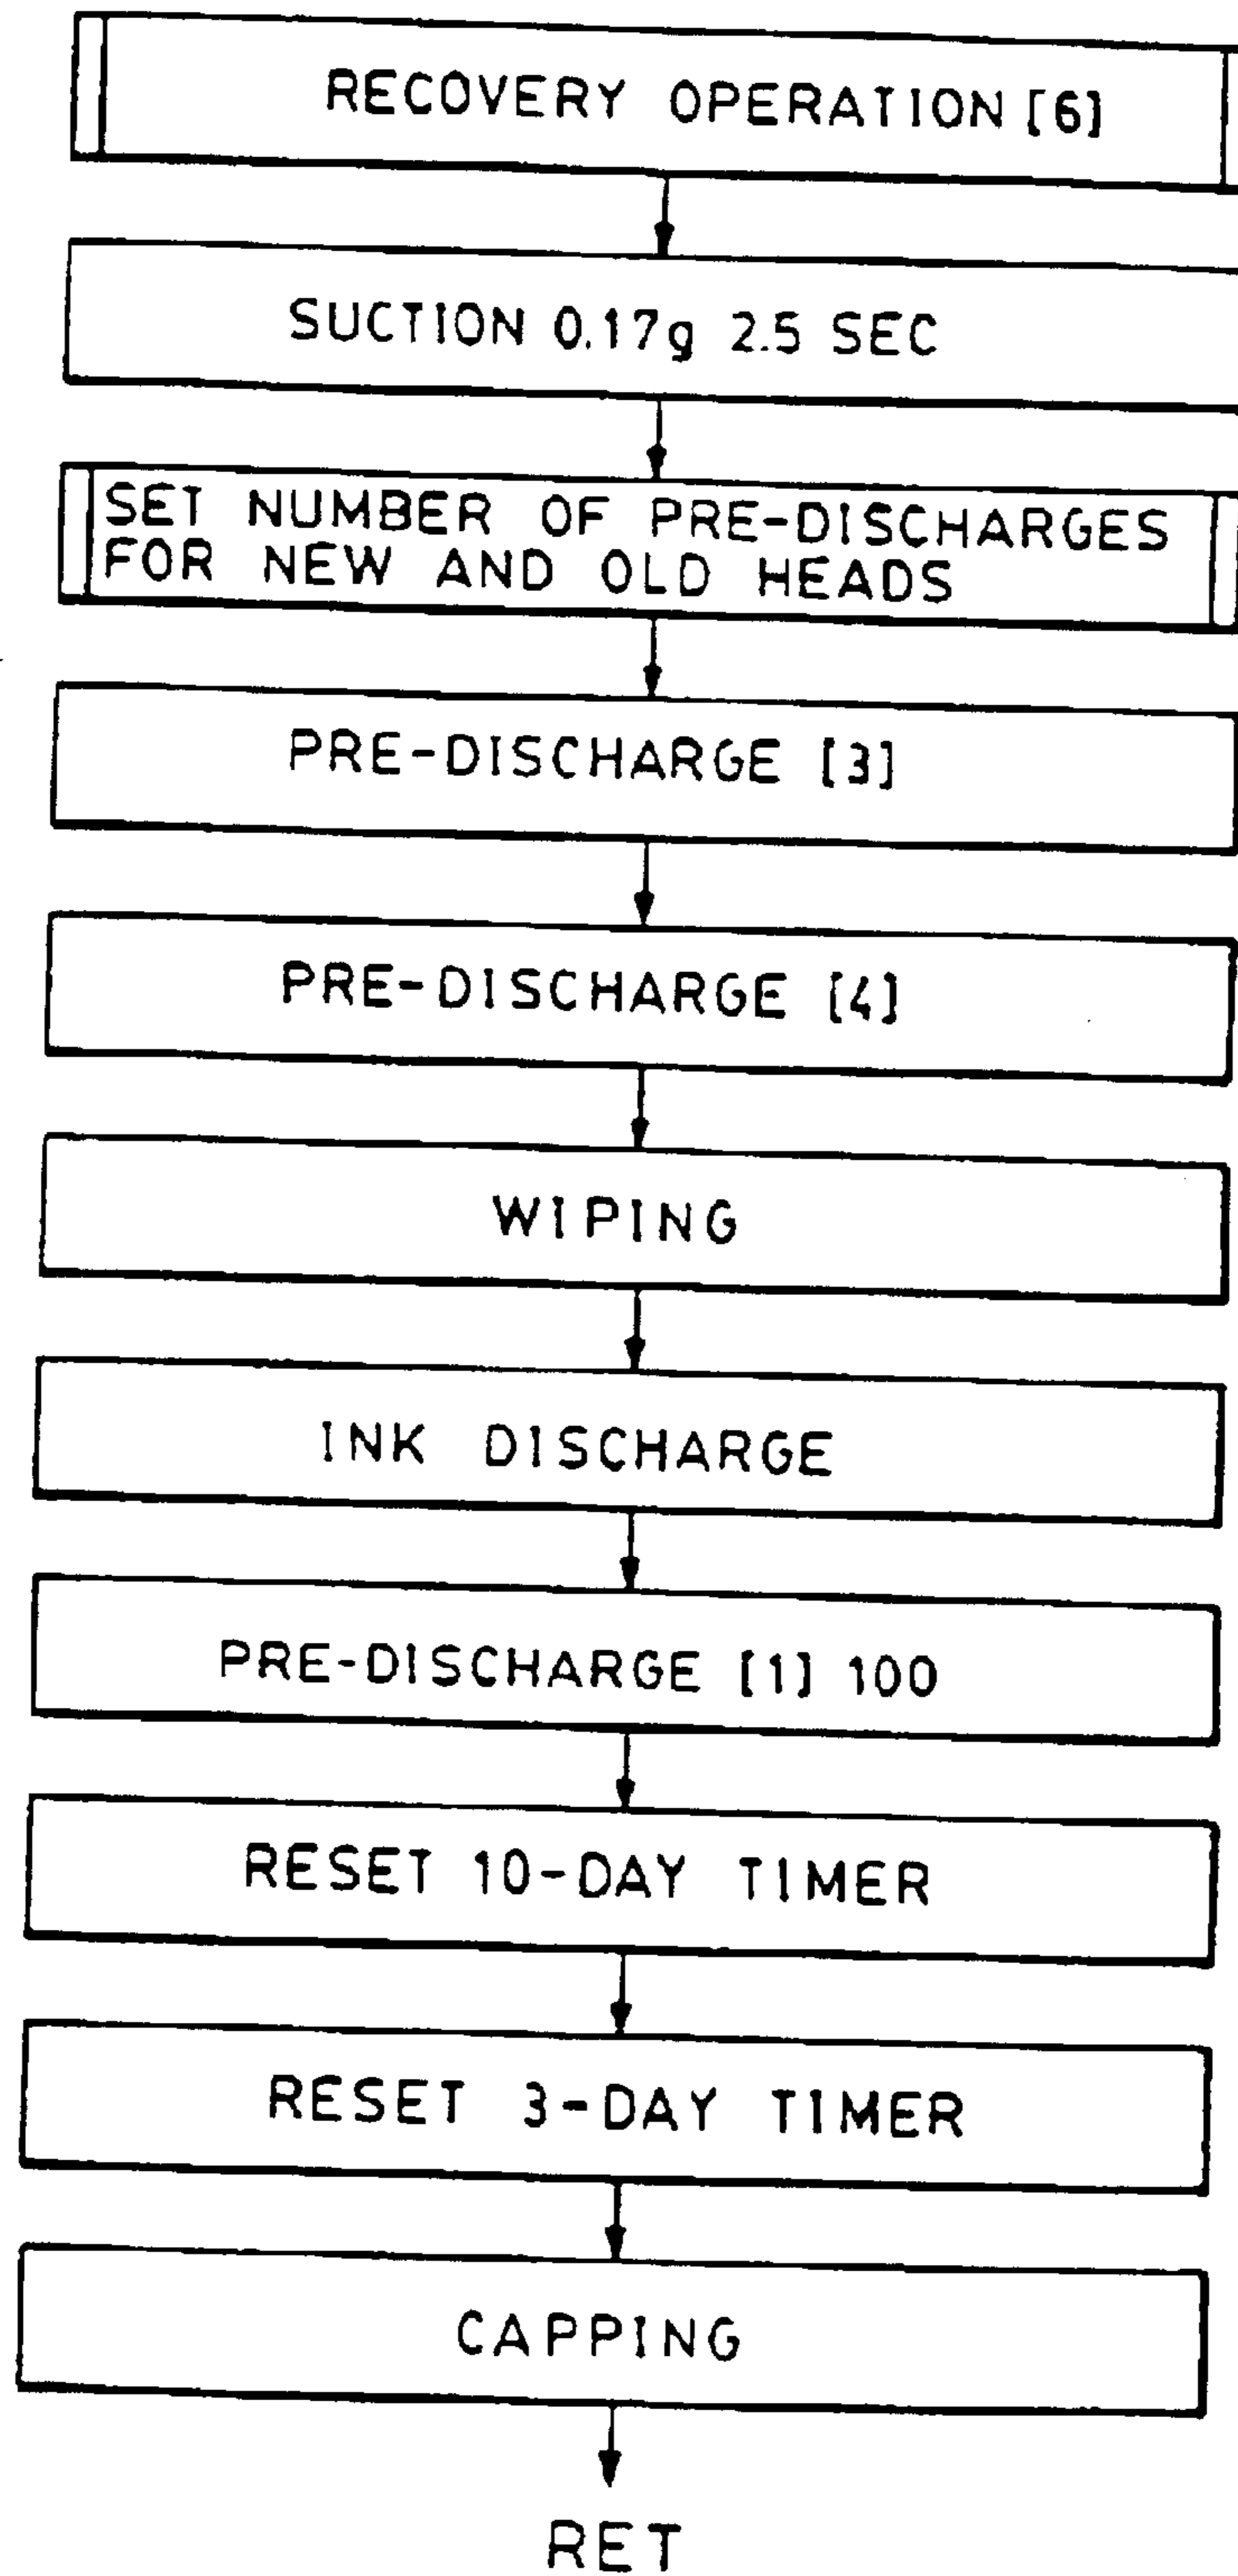 RECOVERY OPERATION [6]
SUCTION 0.17g 2.5 SEC
SET NUMBER OF PRE-DISCHARGES
FOR NEW AND OLD HEADS
PRE-DISCHARGE [3]
PRE-DISCHARGE [4]
WIPING
INK DISCHARGE
PRE-DISCHARGE [1] 100
RESET 10-DAY TIMER
RESET 3-DAY TIMER
CAPPING
RET